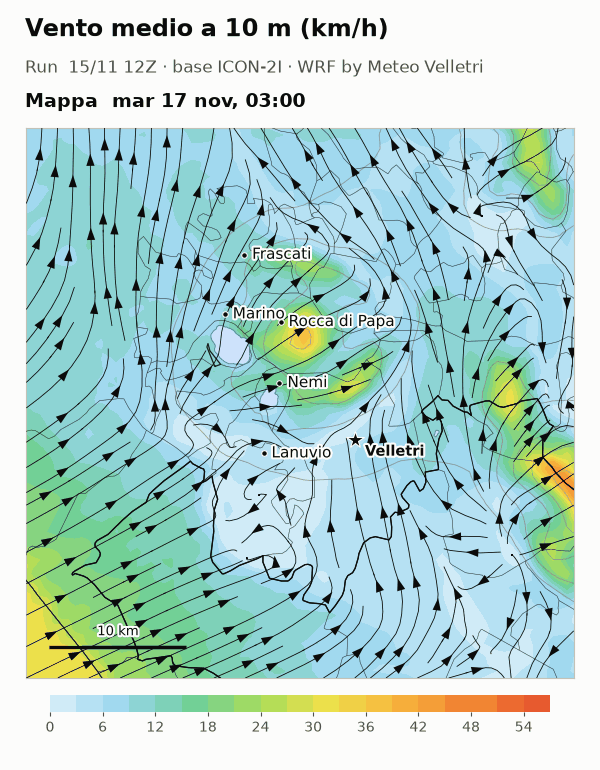 Vento medio a 10 m (km/h)
Run  15/11 12Z · base ICON-2I · WRF by Meteo Velletri
Mappa  mar 17 nov, 03:00
Frascati
Marino
Rocca di Papa
Nemi
Velletri
Lanuvio
10 km
0 6 12 18 24 30 36 42 48 54